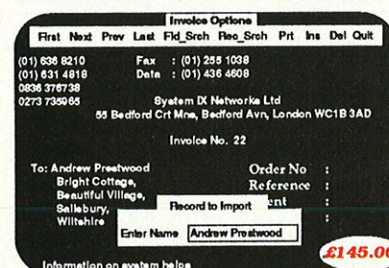 Invoice Options
First Next Prev Last Fld_Srch Rec_Srch Prt Ins Del Quit
(01) 636 8210 Fax : (01) 255 1038
(01) 631 4818 Data : (01) 436 4608
0836 376738
0273 735965 System IX Networks Ltd
55 Bedford Crt Mns, Bedford Avn, London WC1B 3AD
Invoice No. 22
To: Andrew Prestwood Order No :
Bright Cottage, Reference :
Beautiful Village, ent :
Salisbury, Record to Import :
Wiltshire
Enter Name Andrew Prestwood
£145.00
Information on system helps